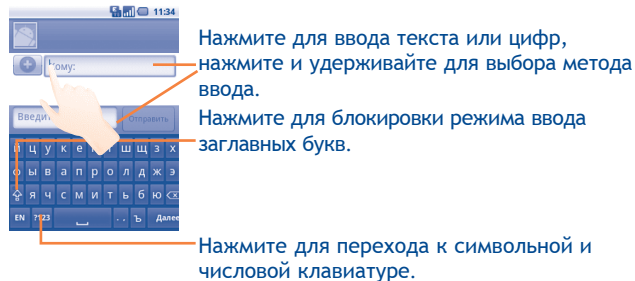 11:34
Кому:
Нажмите для ввода текста или цифр,
нажмите и удерживайте для выбора метода
ввода.
Отправить
Нажмите для блокировки режима ввода
заглавных букв.
й ц у к е ш щ з х
ф ы в а п р о л д ж э
я ч с м и т ь б ю
EN ?123 . , ъ Далее
Нажмите для перехода к символьной и
числовой клавиатуре.